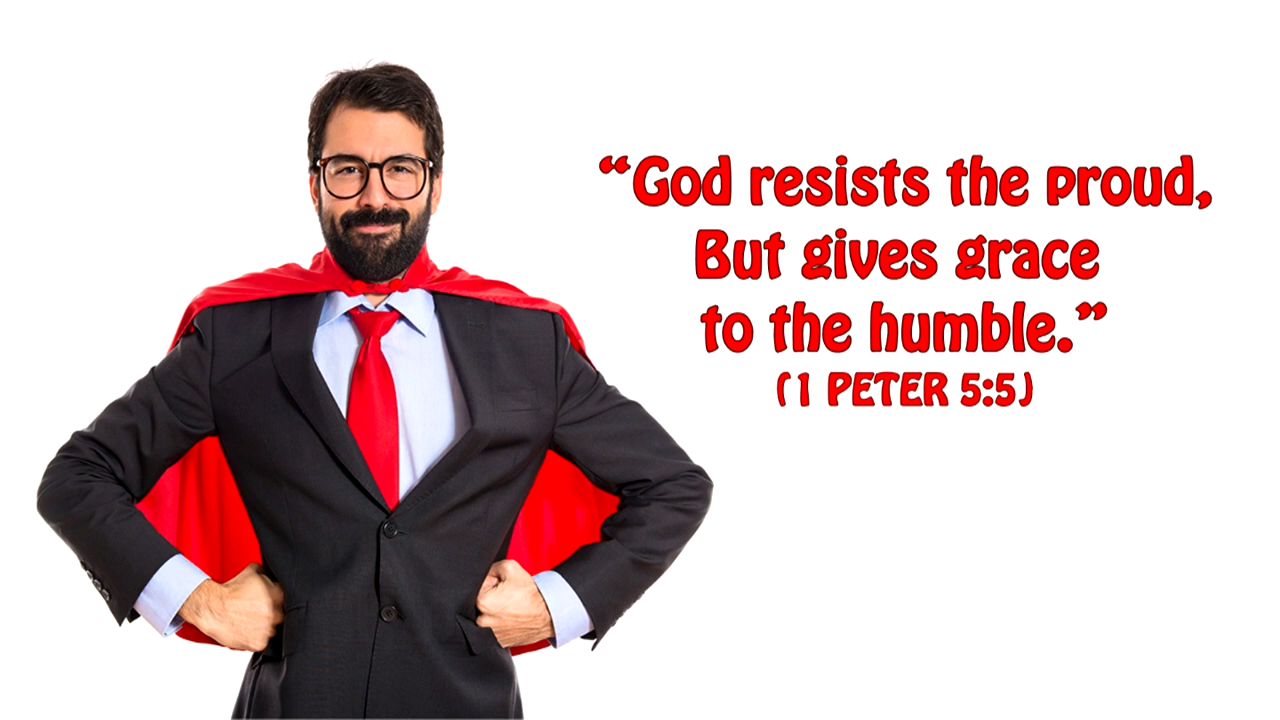 “God resists the proud,
But gives grace
to the humble.”
(1 PETER 5:5)